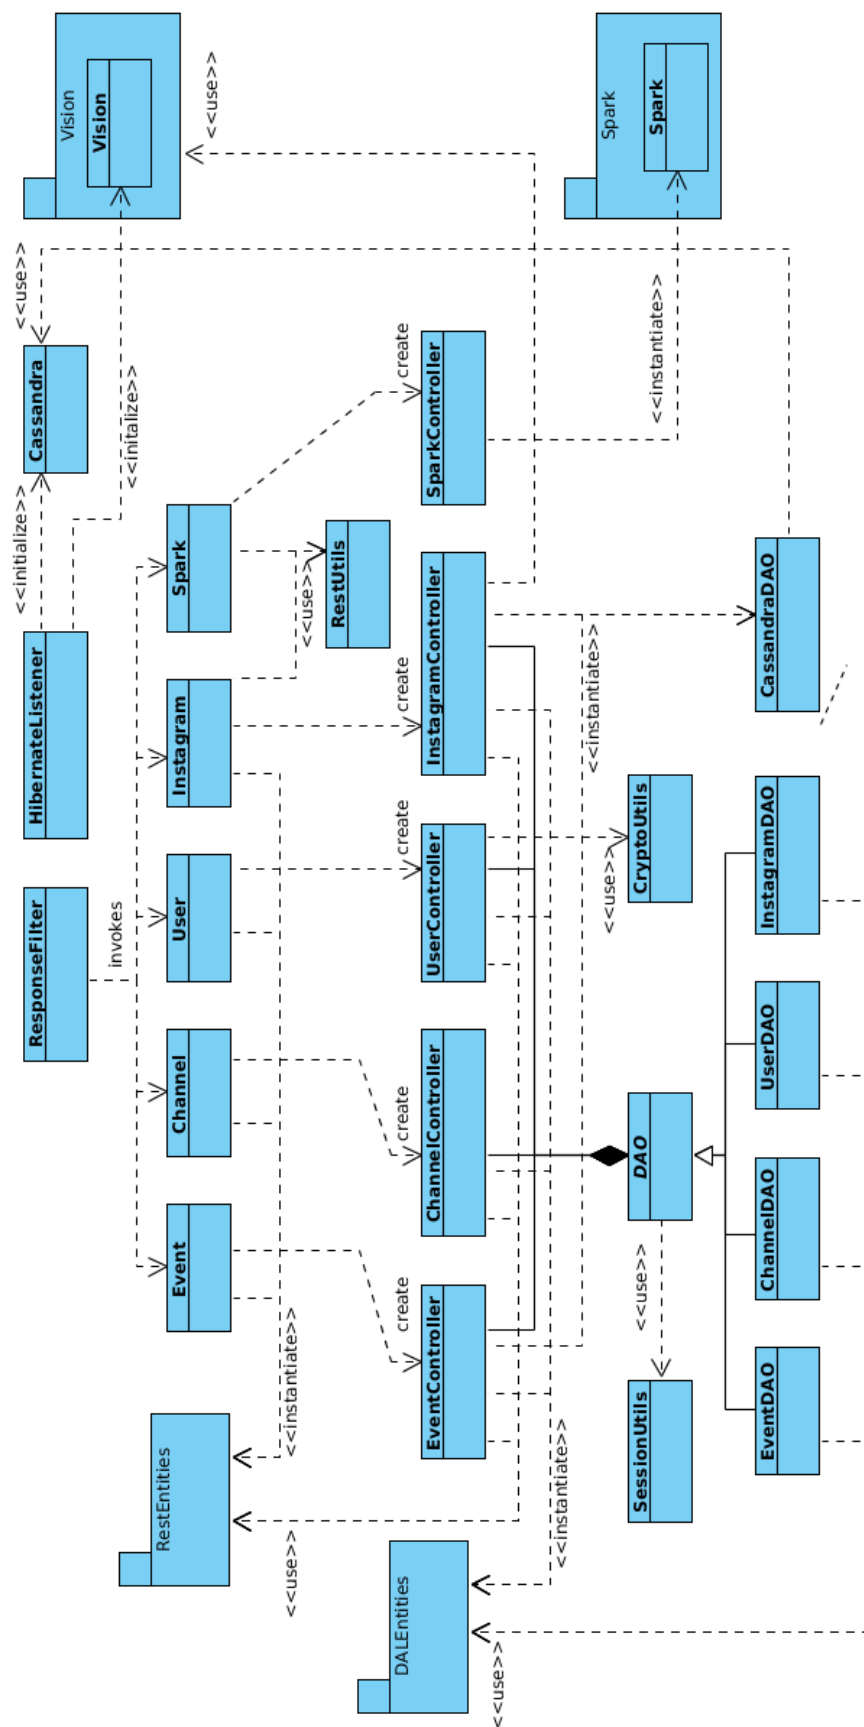 ResponseFilter
HibernateListener
<<initialize>>
Cassandra
<<use>>
<<initalize>>
Vision
Vision
<<use>>
invokes
RestEntities
Event
Channel
User
Instagram
Spark
<<instantiate>>
<<use>>
<<use>>
RestUtils
create
create
create
create
create
DALEntities
EventController
ChannelController
UserController
InstagramController
SparkController
<<instantiate>>
<<use>>
<<instantiate>>
<<instantiate>>
Spark
Spark
SessionUtils
<<use>>
DAO
<<use>>
CryptoUtils
EventDAO
ChannelDAO
UserDAO
InstagramDAO
CassandraDAO